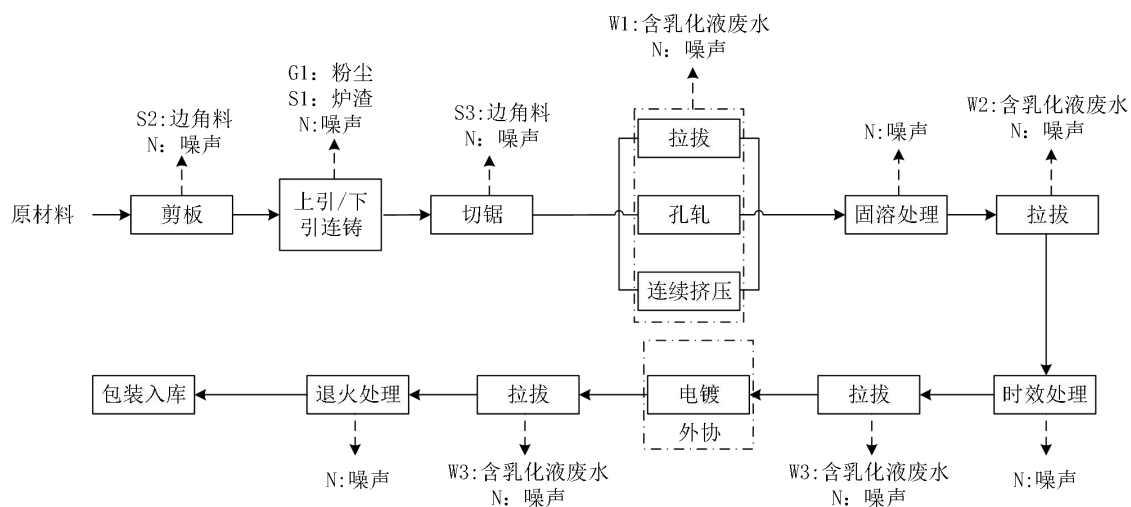 W1:含乳化液废水
N：噪声
G1：粉尘
S1：炉渣
N:噪声
S2:边角料
N：噪声
S3:边角料
N：噪声
N:噪声
W2:含乳化液废水
N：噪声
原材料
剪板
上引/下
引连铸
切锯
拉拔
孔轧
连续挤压
固溶处理
拉拔
包装入库
退火处理
拉拔
电镀
外协
拉拔
时效处理
N:噪声
W3:含乳化液废水
N：噪声
W3:含乳化液废水
N：噪声
N:噪声